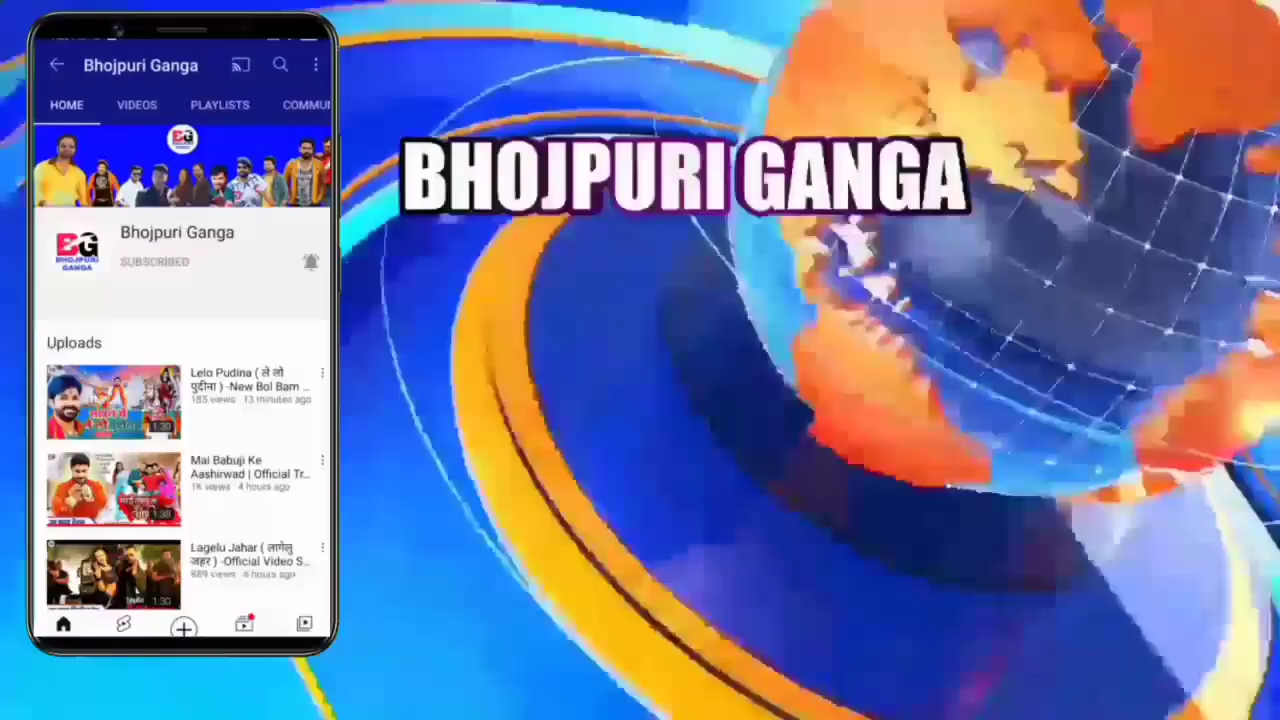 Bhojpuri Ganga
HOME VIDEOS PLAYLISTS COMMUI
BG
BHOJPURI GANGA
Bhojpuri Ganga
SUBSCRIBED
BG
BHOJPURI
GANGA
Uploads
Lelo Pudina ( ले लो
पुदीना ) -New Bol Bam ...
185 views 13 minutes ago
1:30
Mai Babuji Ke
Aashirwad | Official Tr...
1K views 4 hours ago
1:38
Lagelu Jahar ( लागेलु
जहर ) -Official Video S...
889 views 6 hours ago
1:30